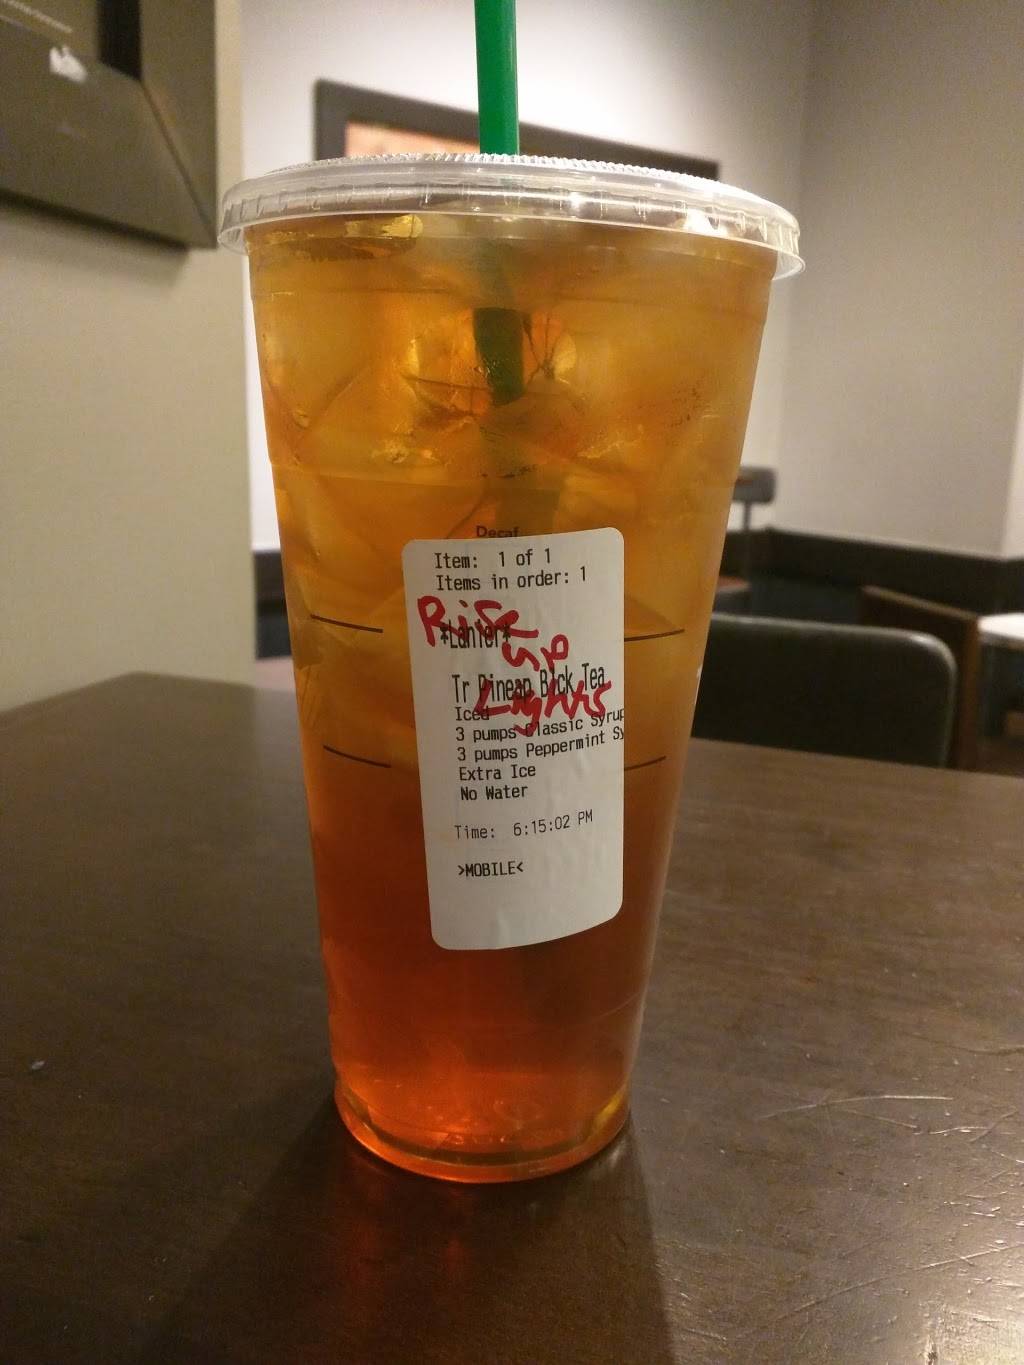 Decaf
Item: 1 of 1
Items in order: 1
*Lanier*
Rise
up
Lights
Tr Pineap Blck Tea
Iced
3 pumps Classic Syrup
3 pumps Peppermint Sy
Extra Ice
No Water
Time: 6:15:02 PM
>MOBILE<